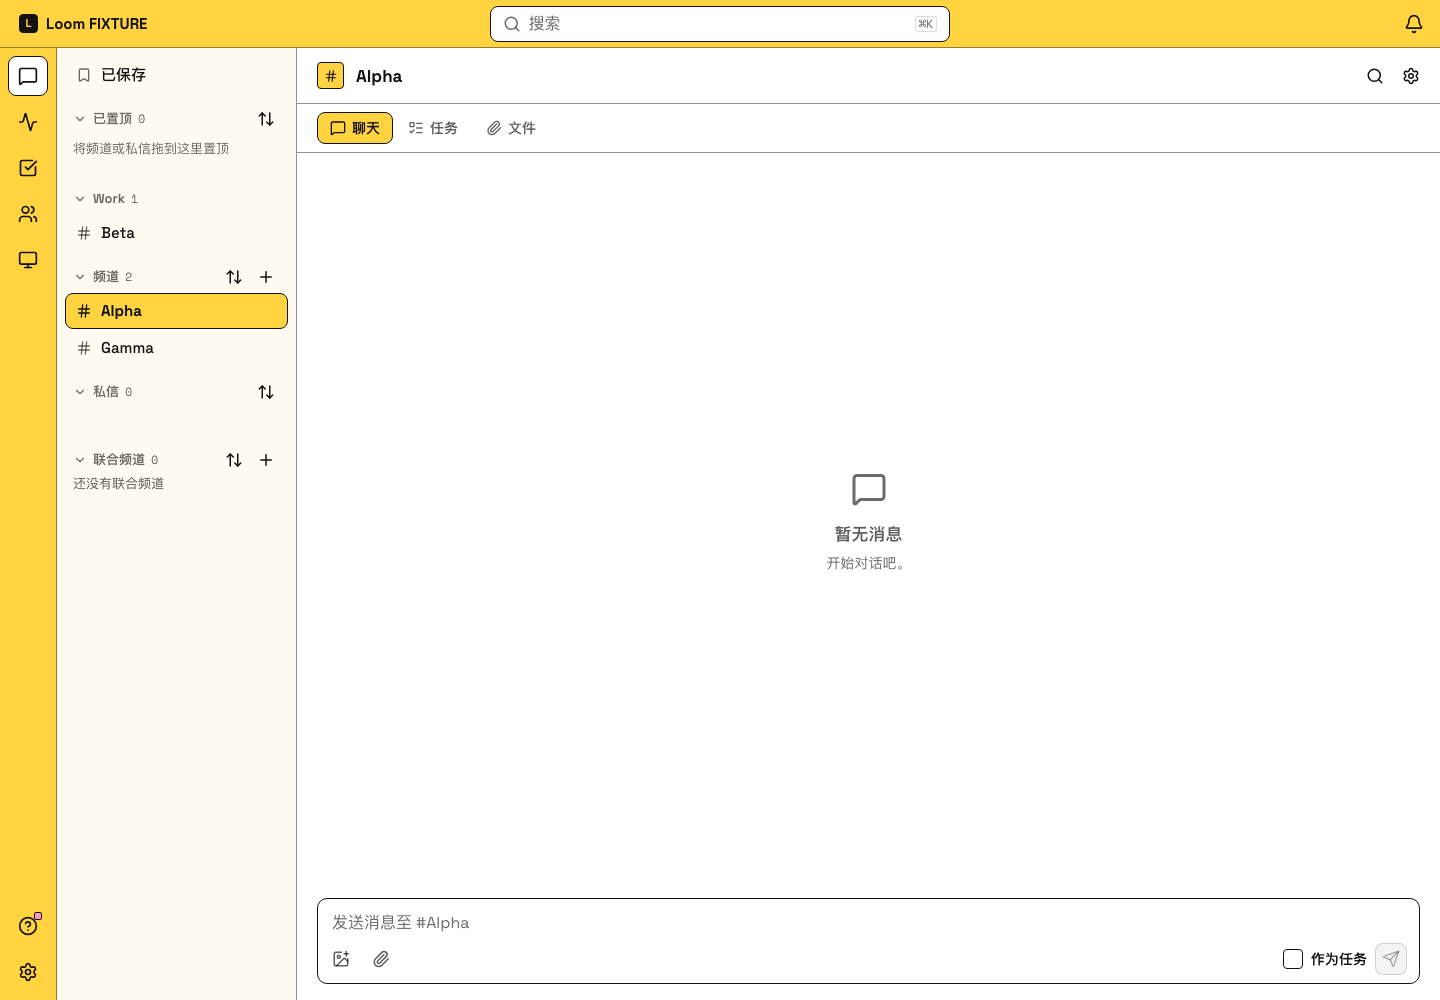 L Loom FIXTURE
搜索 ⌘K
已保存
已置顶 0
将频道或私信拖到这里置顶
Work 1
Beta
频道 2
Alpha
Gamma
私信 0
联合频道 0
还没有联合频道
# Alpha
聊天 任务 文件
暂无消息
开始对话吧。
发送消息至 #Alpha
作为任务